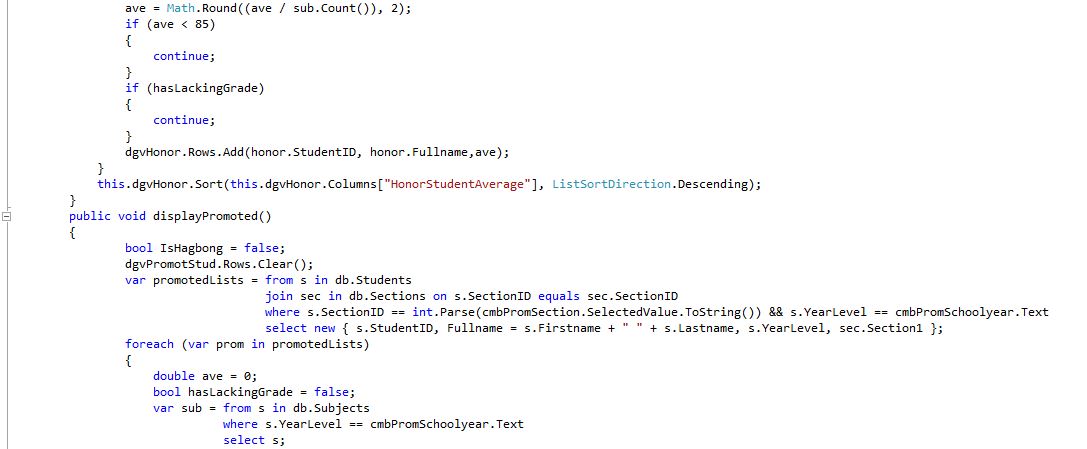 ave = Math.Round((ave / sub.Count()), 2);
if (ave < 85)
{
continue;
}
if (hasLackingGrade)
{
continue;
}
dgvHonor.Rows.Add(honor.StudentID, honor.Fullname,ave);
}
this.dgvHonor.Sort(this.dgvHonor.Columns["HonorStudentAverage"], ListSortDirection.Descending);
}
public void displayPromoted()
{
bool IsHagbong = false;
dgvPromotStud.Rows.Clear();
var promotedLists = from s in db.Students
join sec in db.Sections on s.SectionID equals sec.SectionID
where s.SectionID == int.Parse(cmbPromSection.SelectedValue.ToString()) && s.YearLevel == cmbPromSchoolyear.Text
select new { s.StudentID, Fullname = s.Firstname + " " + s.Lastname, s.YearLevel, sec.Section1 };
foreach (var prom in promotedLists)
{
double ave = 0;
bool hasLackingGrade = false;
var sub = from s in db.Subjects
where s.YearLevel == cmbPromSchoolyear.Text
select s;